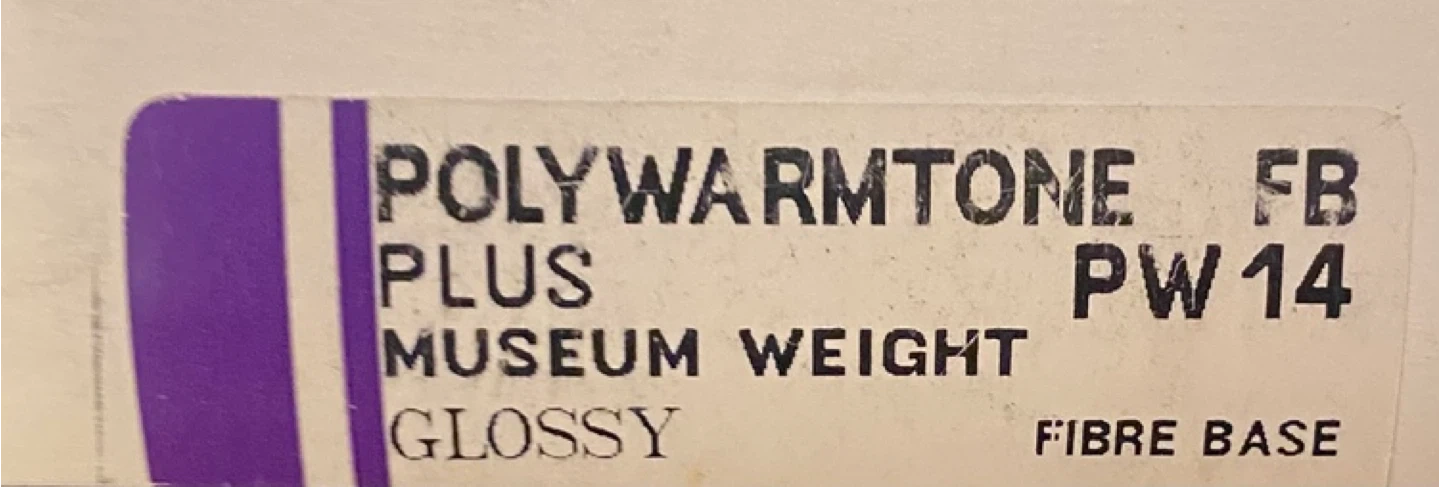 POLYWARMTONE FB
PLUS PW 14
MUSEUM WEIGHT
GLOSSY FIBRE BASE